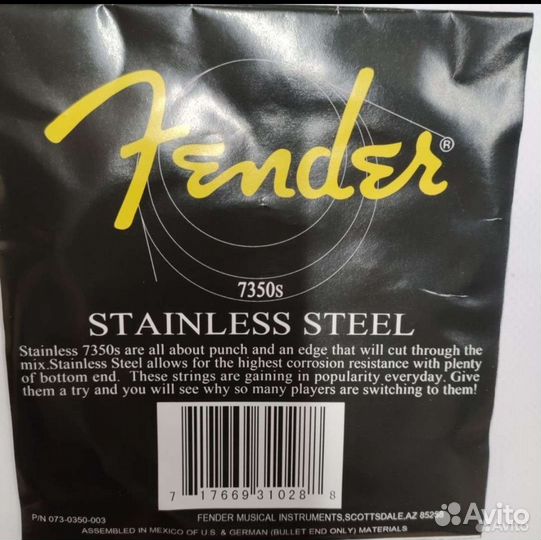 Fender®
7350s
STAINLESS STEEL
Stainless 7350s are all about punch and an edge that will cut through the
mix.Stainless Steel allows for the highest corrosion resistance with plenty
of bottom end. These strings are gaining in popularity everyday. Give
them a try and you will see why so many players are switching to them!
7 17669 31028 8
P/N 073-0350-003
FENDER MUSICAL INSTRUMENTS,SCOTTSDALE,AZ 85255
ASSEMBLED IN MEXICO OF U.S. & GERMAN (BULLET END ONLY) MATERIALS
Avito
Avito